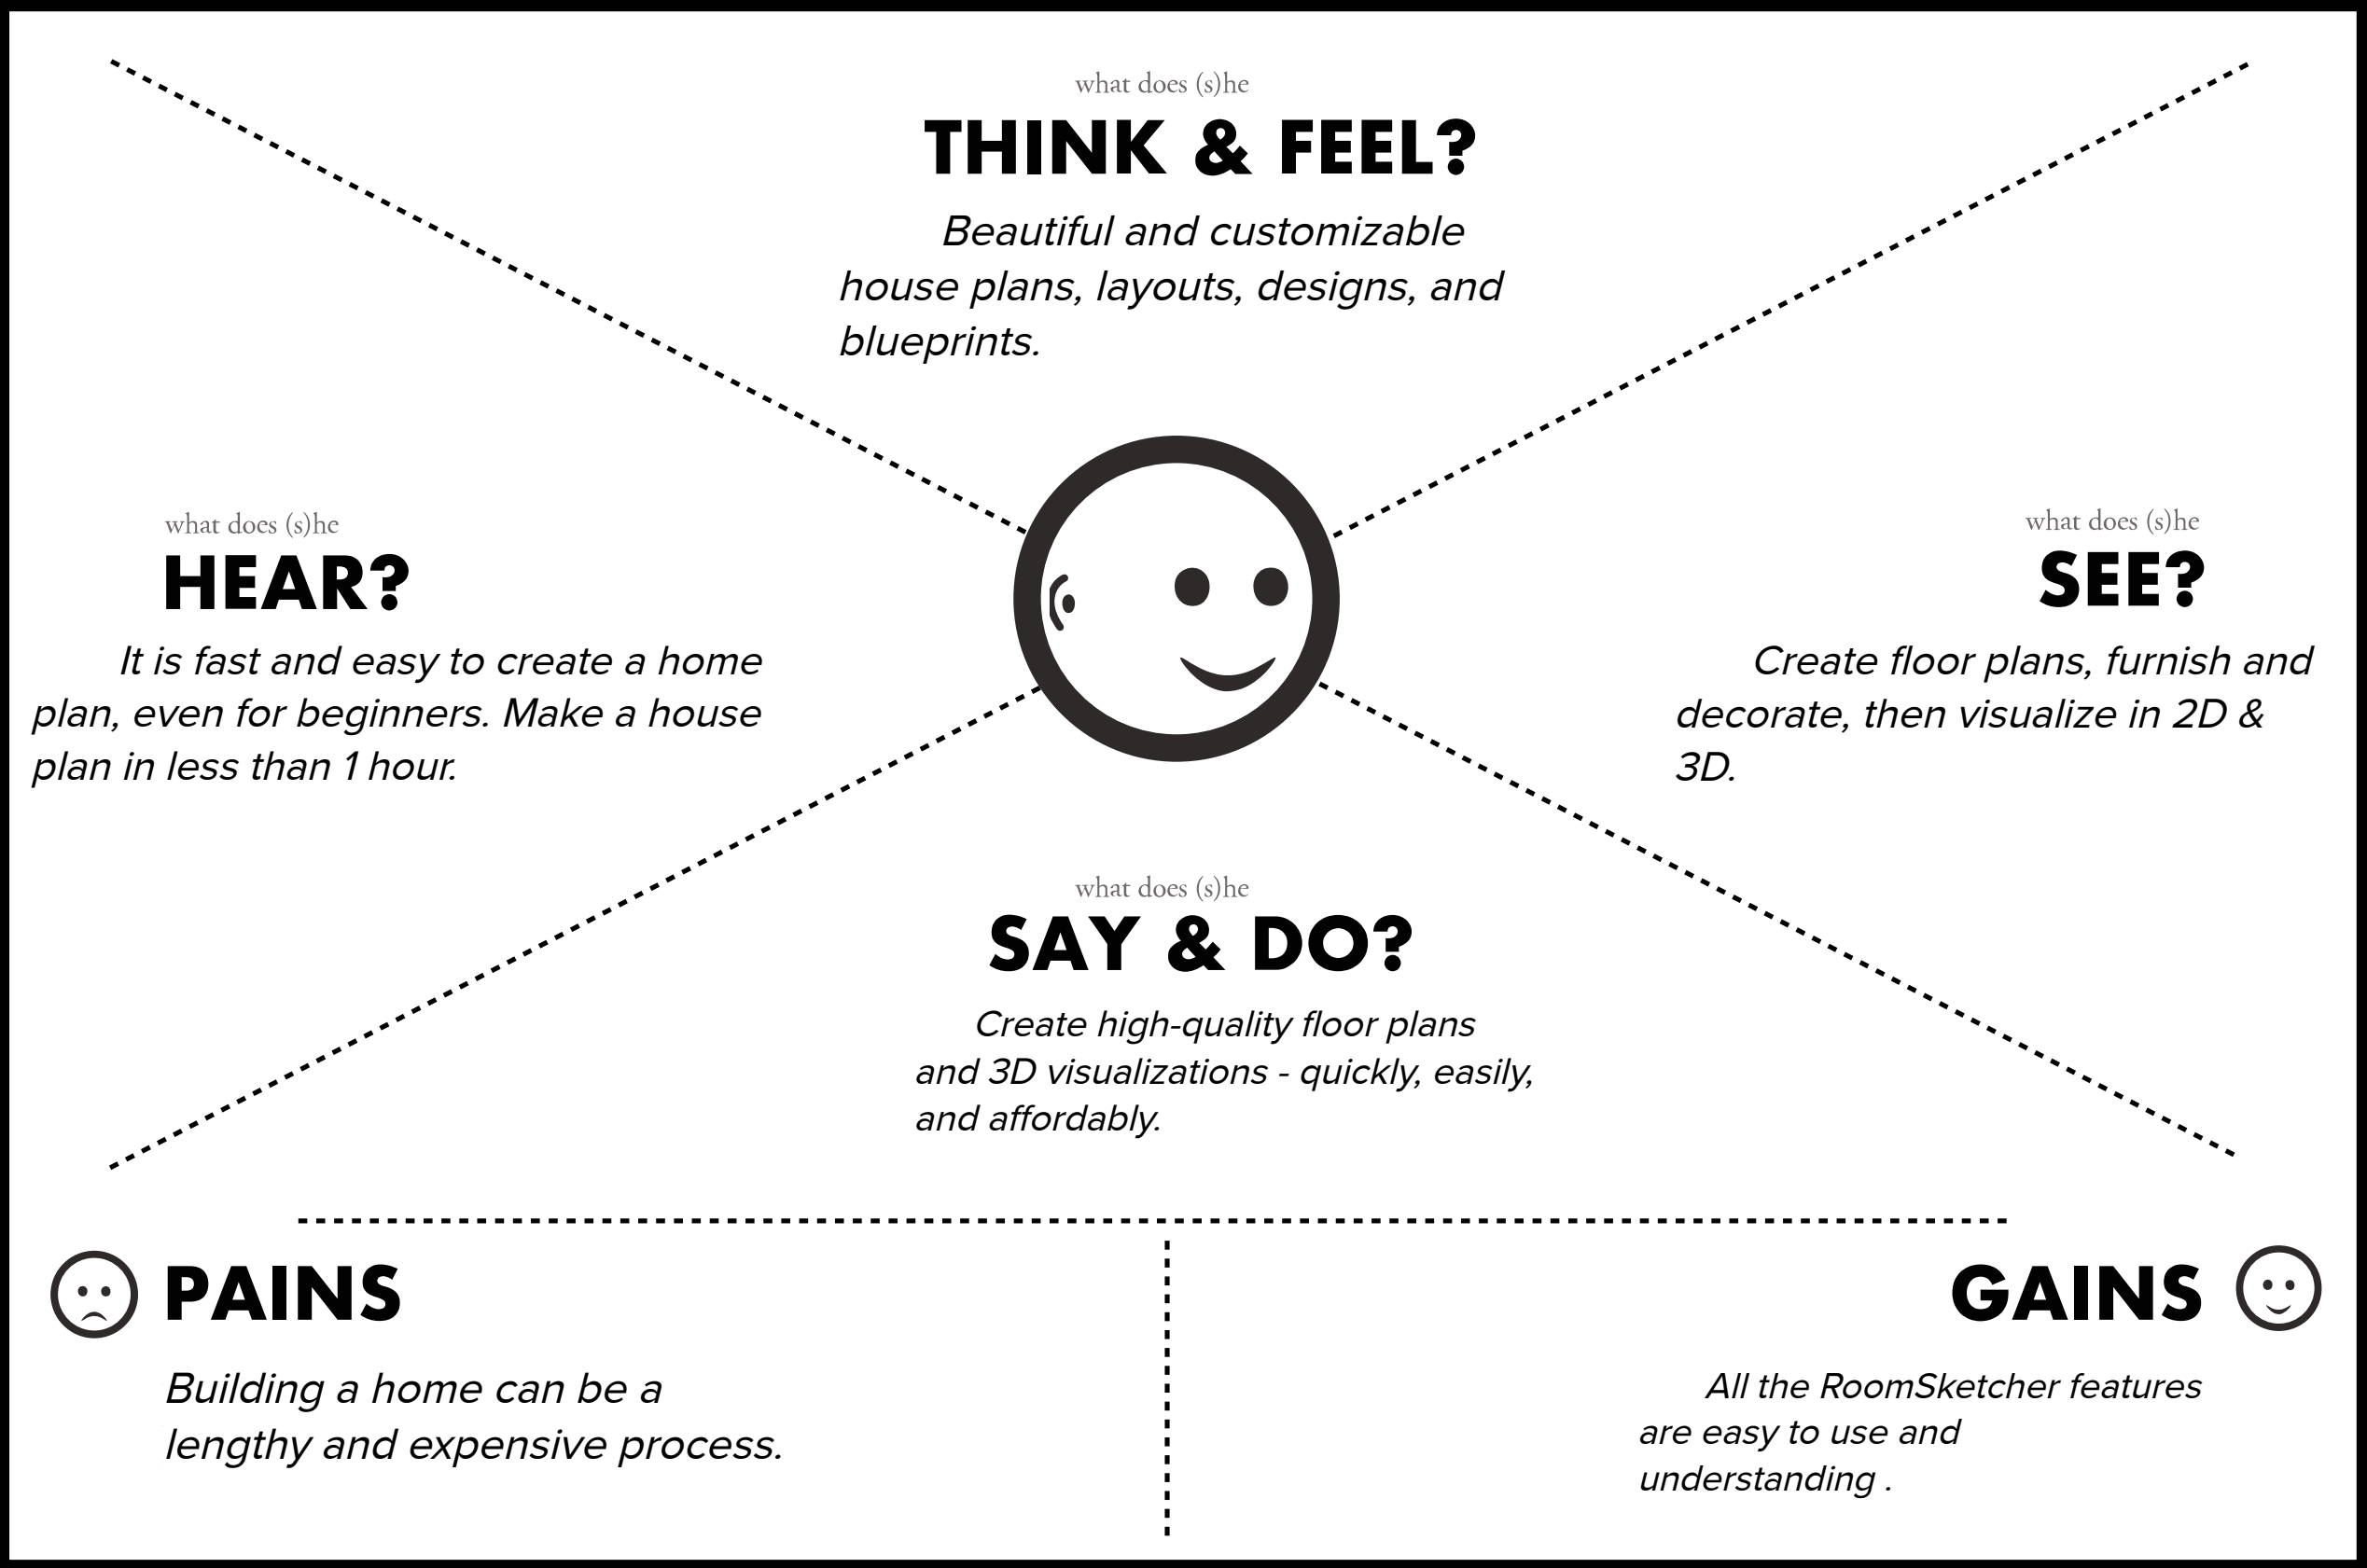 what does (s)he
THINK & FEEL?
Beautiful and customizable
house plans, layouts, designs, and
blueprints.
what does (s)he
HEAR?
It is fast and easy to create a home
plan, even for beginners. Make a house
plan in less than 1 hour.
what does (s)he
SEE?
Create floor plans, furnish and
decorate, then visualize in 2D &
3D.
what does (s)he
SAY & DO?
Create high-quality floor plans
and 3D visualizations - quickly, easily,
and affordably.
PAINS
Building a home can be a
lengthy and expensive process.
GAINS
All the RoomSketcher features
are easy to use and
understanding .